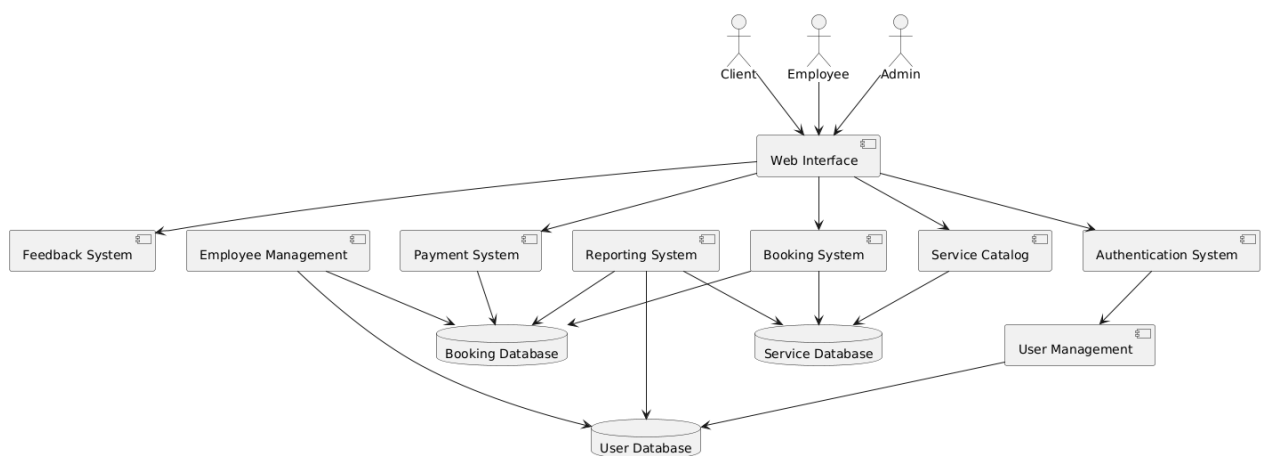 Client
Employee
Admin
Web Interface
Feedback System
Employee Management
Payment System
Reporting System
Booking System
Service Catalog
Authentication System
Booking Database
Service Database
User Management
User Database